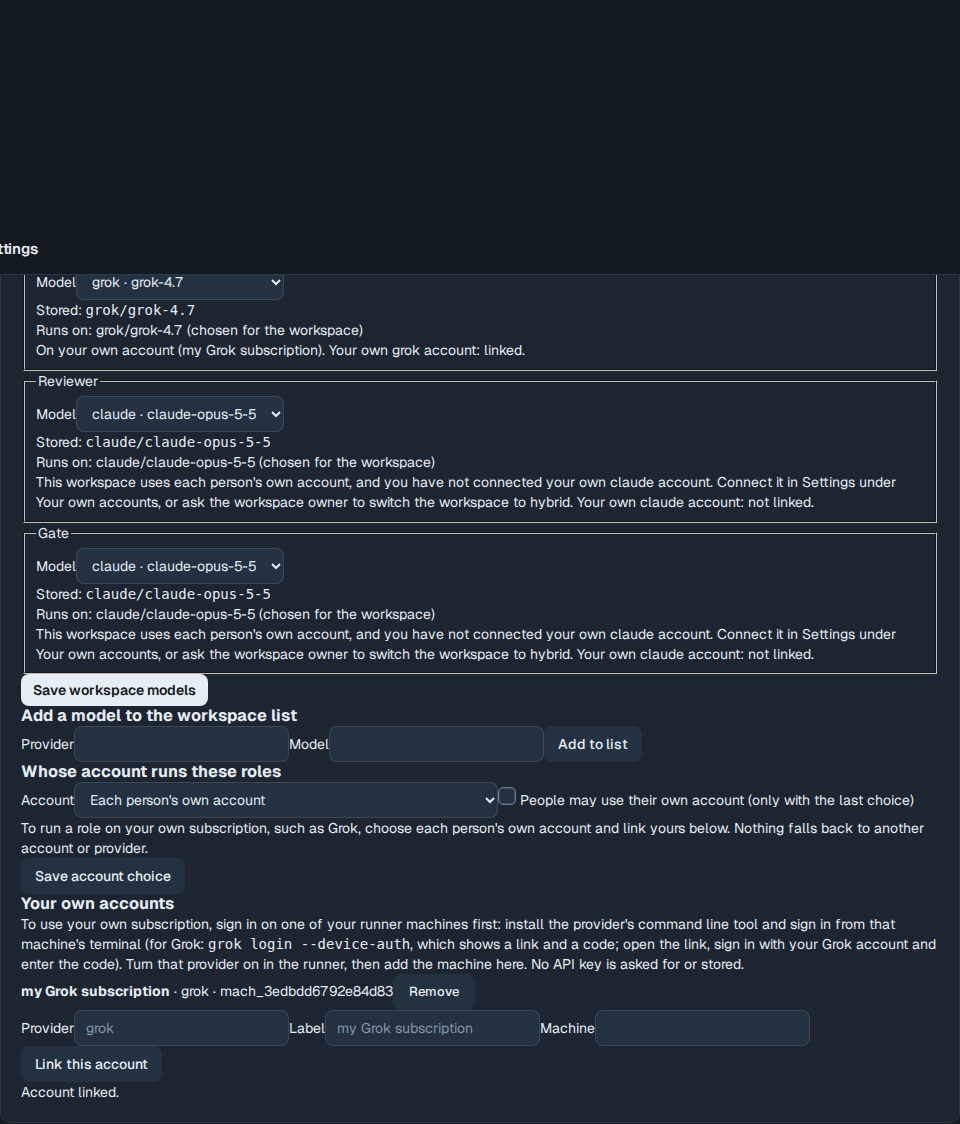 ttings
Model grok · grok-4.7
Stored: grok/grok-4.7
Runs on: grok/grok-4.7 (chosen for the workspace)
On your own account (my Grok subscription). Your own grok account: linked.
Reviewer
Model claude · claude-opus-5-5
Stored: claude/claude-opus-5-5
Runs on: claude/claude-opus-5-5 (chosen for the workspace)
This workspace uses each person's own account, and you have not connected your own claude account. Connect it in Settings under
Your own accounts, or ask the workspace owner to switch the workspace to hybrid. Your own claude account: not linked.
Gate
Model claude · claude-opus-5-5
Stored: claude/claude-opus-5-5
Runs on: claude/claude-opus-5-5 (chosen for the workspace)
This workspace uses each person's own account, and you have not connected your own claude account. Connect it in Settings under
Your own accounts, or ask the workspace owner to switch the workspace to hybrid. Your own claude account: not linked.
Save workspace models
Add a model to the workspace list
Provider Model Add to list
Whose account runs these roles
Account Each person's own account People may use their own account (only with the last choice)
To run a role on your own subscription, such as Grok, choose each person's own account and link yours below. Nothing falls back to another
account or provider.
Save account choice
Your own accounts
To use your own subscription, sign in on one of your runner machines first: install the provider's command line tool and sign in from that
machine's terminal (for Grok: grok login --device-auth, which shows a link and a code; open the link, sign in with your Grok account and
enter the code). Turn that provider on in the runner, then add the machine here. No API key is asked for or stored.
my Grok subscription · grok · mach_3edbdd6792e84d83 Remove
Provider grok Label my Grok subscription Machine
Link this account
Account linked.